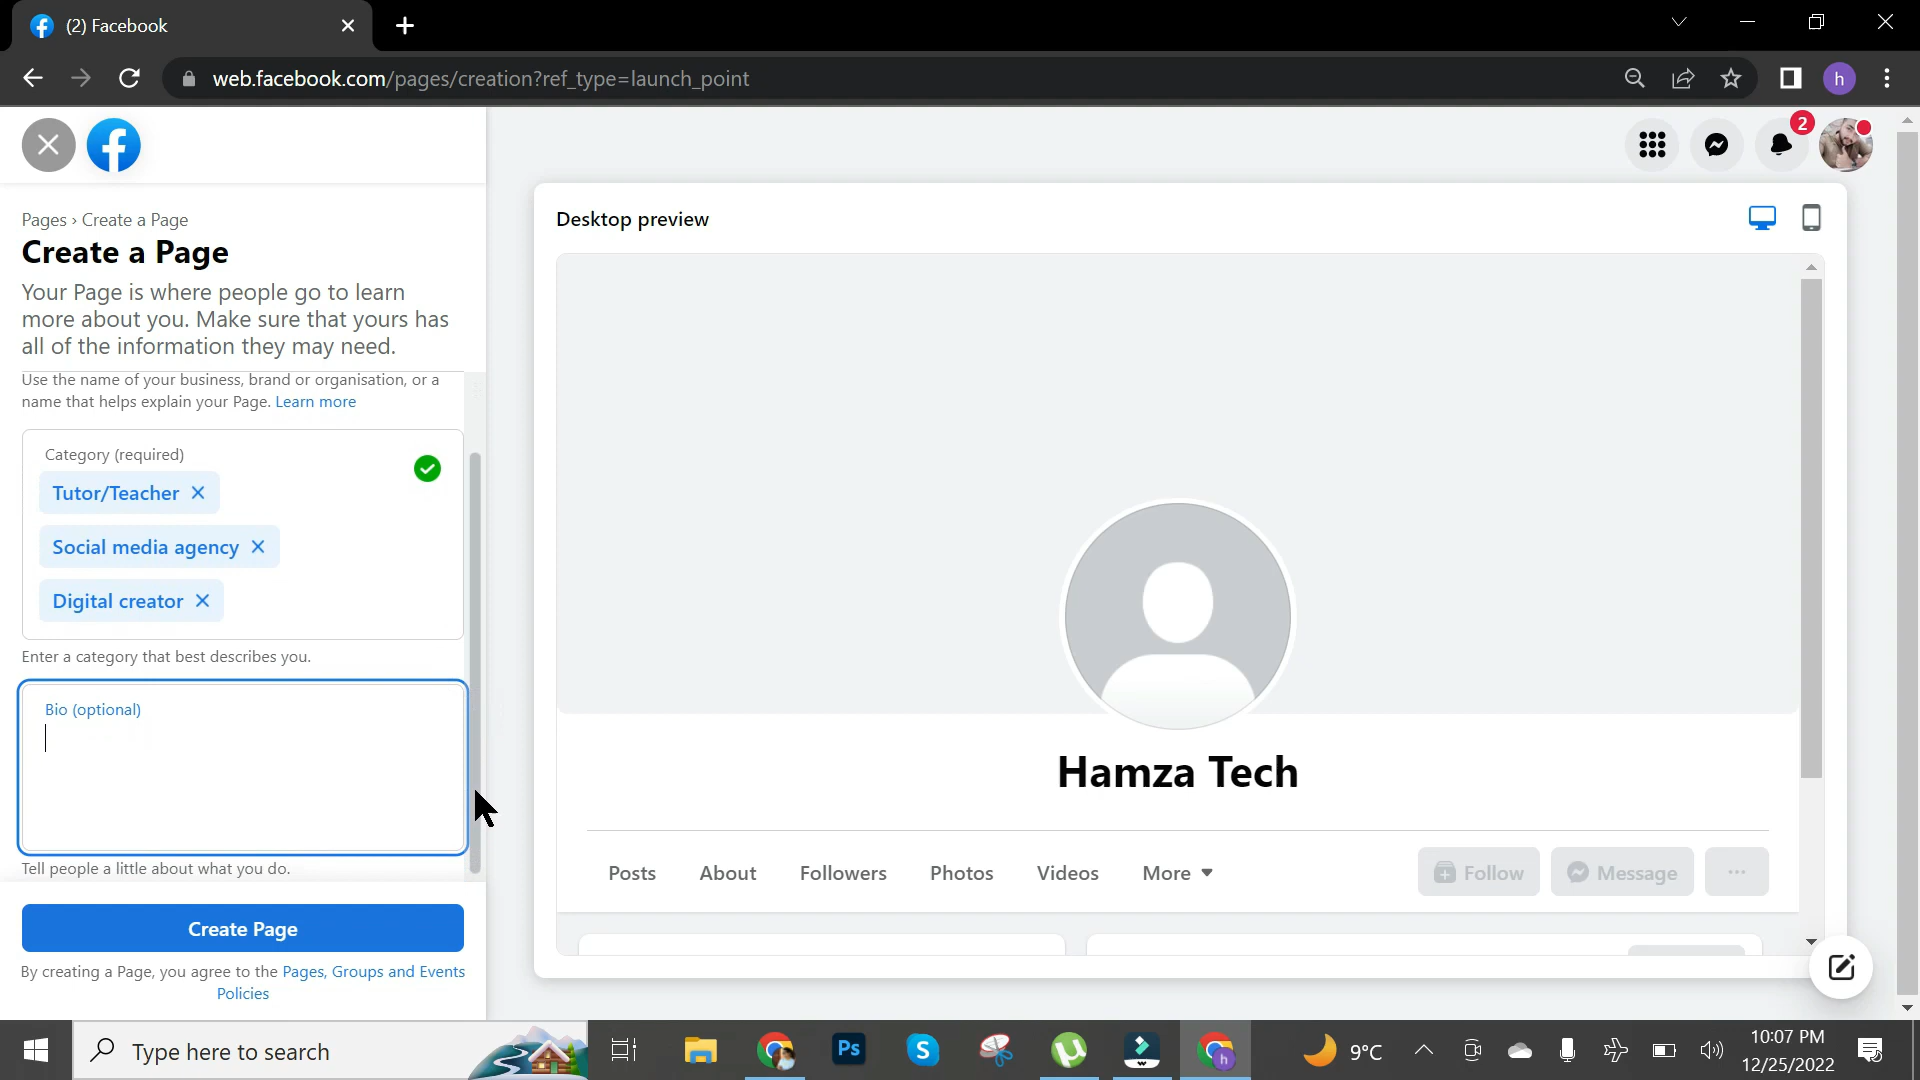 (2) Facebook
web.facebook.com/pages/creation?ref_type=launch_point
h
2
Pages › Create a Page
Create a Page
Your Page is where people go to learn
more about you. Make sure that yours has
all of the information they may need.
Use the name of your business, brand or organisation, or a
name that helps explain your Page. Learn more
Category (required)
Tutor/Teacher
Social media agency
Digital creator
Enter a category that best describes you.
Bio (optional)
Tell people a little about what you do.
Create Page
By creating a Page, you agree to the Pages, Groups and Events
Policies
Desktop preview
Hamza Tech
Posts
About
Followers
Photos
Videos
More
Follow
Message
Type here to search
Ps
S
h
9°C
10:07 PM
12/25/2022